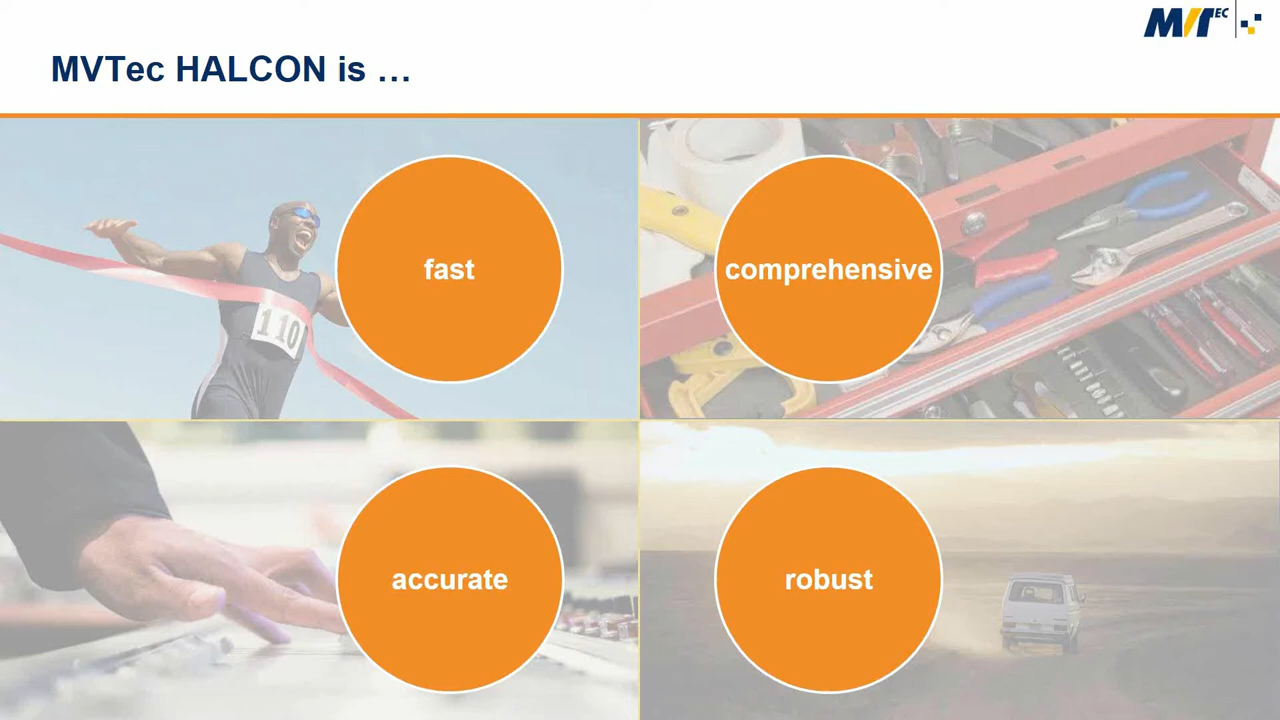 MVTec
MVTec HALCON is …
fast
comprehensive
110
accurate
robust